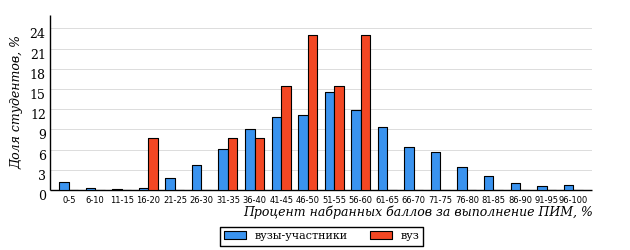 Доля студентов, %
24
21
18
15
12
9
6
3
0
0-5 6-10 11-15 16-20 21-25 26-30 31-35 36-40 41-45 46-50 51-55 56-60 61-65 66-70 71-75 76-80 81-85 86-90 91-95 96-100
Процент набранных баллов за выполнение ПИМ, %
вузы-участники вуз